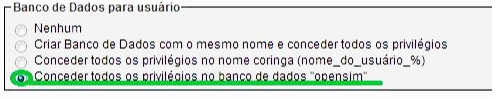 Banco de Dados para usuário
Nenhum
Criar Banco de Dados com o mesmo nome e conceder todos os privilégios
Conceder todos os privilégios no nome coringa (nome_do_usuário_%)
Conceder todos os privilégios no banco de dados "opensim"